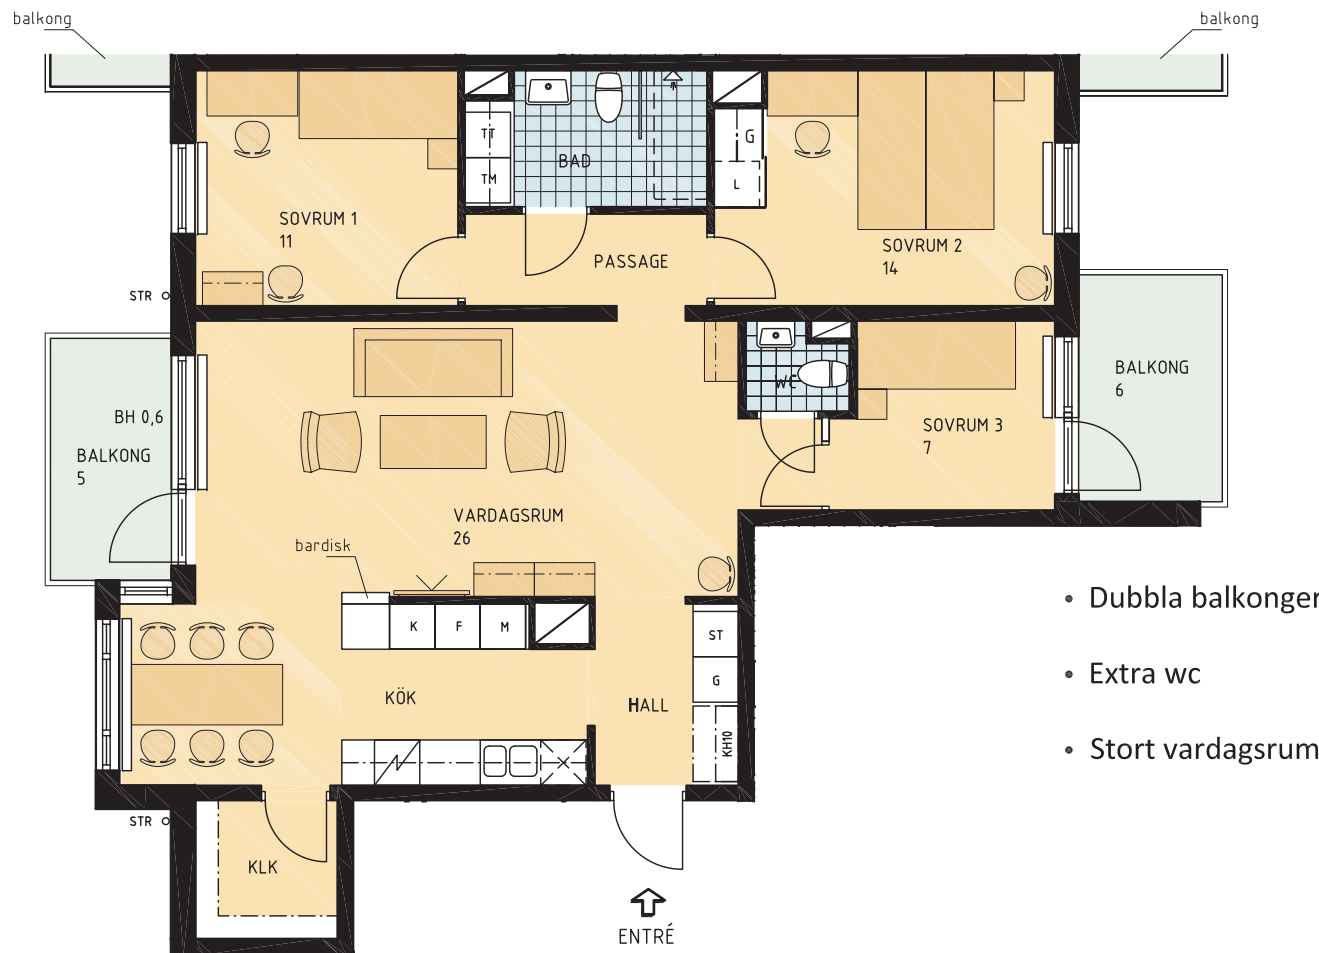 balkong
balkong
TT
TM
BAD
G
L
SOVRUM 1
11
PASSAGE
SOVRUM 2
14
STR
BH 0,6
BALKONG
5
WC
SOVRUM 3
7
BALKONG
6
VARDAGSRUM
26
bardisk
K
F
M
ST
G
KH10
KÖK
HALL
STR
KLK
ENTRÉ
• Dubbla balkonger
• Extra wc
• Stort vardagsrum